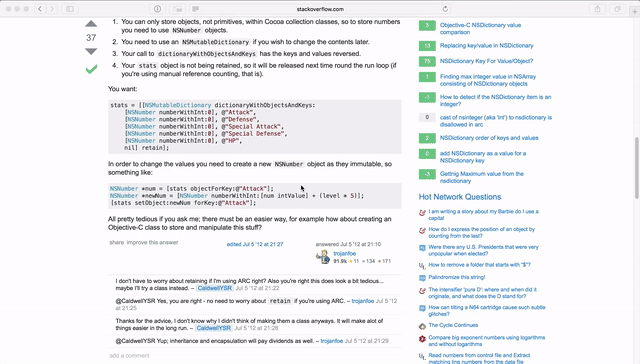 stackoverflow.com
1. You can only store objects, not primitives, within Cocoa collection classes, so to store numbers
you need to use NSNumber objects.
37
2. You need to use an NSMutableDictionary if you wish to change the contents later.
3. Your call to dictionaryWithObjectsAndKeys has the keys and values reversed.
4. Your stats object is not being retained, so it will be released next time round the run loop (if
you're using manual reference counting, that is).
You want:
stats = [[NSMutableDictionary dictionaryWithObjectsAndKeys:
[NSNumber numberWithInt:0], @"Attack",
[NSNumber numberWithInt:0], @"Defense",
[NSNumber numberWithInt:0], @"Special Attack",
[NSNumber numberWithInt:0], @"Special Defense",
[NSNumber numberWithInt:0], @"HP",
nil] retain];
In order to change the values you need to create a new NSNumber object as they are immutable, so
something like:
NSNumber *num = [stats objectForKey:@"Attack"];
NSNumber *newNum = [NSNumber numberWithInt:[num intValue] + (level * 5)];
[stats setObject:newNum forKey:@"Attack"];
All pretty tedious if you ask me; there must be an easier way, for example how about creating an
Objective-C class to store and manipulate this stuff?
share improve this answer
edited Jul 5 '12 at 21:27
answered Jul 5 '12 at 21:10
trojanfoe
91.9k 11 134 171
I don't have to worry about retaining if I'm using ARC right? Also you're right this does look a bit tedious...
maybe I'll try a class instead. – CaldwellYSR Jul 5 '12 at 21:22
@CaldwellYSR Yes, you are right - no need to worry about retain if you're using ARC. – trojanfoe Jul 5 '12
at 21:25
Thanks for the advice, I don't know why I didn't think of making them a class anyways. It will make alot
of things easier in the long run. – CaldwellYSR Jul 5 '12 at 21:28
@CaldwellYSR Yup; inheritance and encapsulation will pay dividends as well. – trojanfoe Jul 5 '12 at 21:29
add a comment
3 Objective-C NSDictionary value
comparison
13 Replacing key/value in NSDictionary
75 NSDictionary Key For Value/Object?
1 Finding max integer value in NSArray
consisting of NSDictionary objects
-1 How to detect if the NSDictionary item is an
integer?
0 cast of nsinteger (aka 'int') to nsdictionary is
disallowed in arc
2 NSDictionary order of keys and values
0 add NSDictionary as a value for a NSDictionary
key
-3 Getting Maximum value from the
nsdictionary
Hot Network Questions
I am writing a story about my Barbie do I use a
capital
How do I express the position of an object by
counting from the last?
Were there any U.S. Presidents that were very
unpopular when elected?
How to remove a folder that starts with "$"?
Palindromize this string!
The intensifier 'pure D': where and when did it
originate, and what does the D stand for?
How can tilting a N64 cartridge cause such subtle
glitches?
The Cycle Continues
Compare big exponent numbers using logarithms
and without logarithms
Read numbers control from file and Extract
matching line numbers from the data file